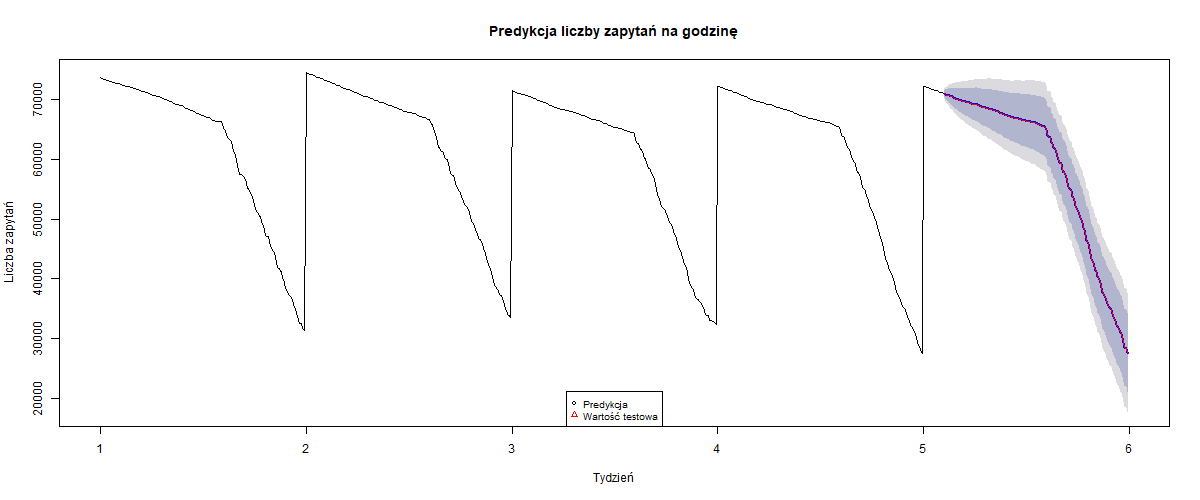 Predykcja liczby zapytań na godzinę
Liczba zapytań
70000
60000
50000
40000
30000
20000
Predykcja
Wartość testowa
1 2 3 4 5 6
Tydzień